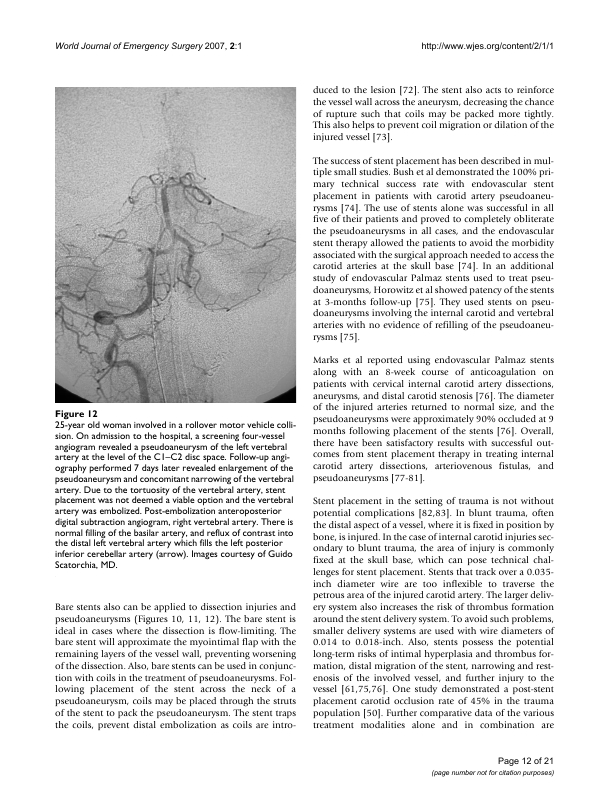 World Journal of Emergency Surgery 2007, 2:1
http://www.wjes.org/content/2/1/1
Figure 12
25-year old woman involved in a rollover motor vehicle colli-
sion. On admission to the hospital, a screening four-vessel
angiogram revealed a pseudoaneurysm of the left vertebral
artery at the level of the C1–C2 disc space. Follow-up angi-
ography performed 7 days later revealed enlargement of the
pseudoaneurysm and concomitant narrowing of the vertebral
artery. Due to the tortuosity of the vertebral artery, stent
placement was not deemed a viable option and the vertebral
artery was embolized. Post-embolization anteroposterior
digital subtraction angiogram, right vertebral artery. There is
normal filling of the basilar artery, and reflux of contrast into
the distal left vertebral artery which fills the left posterior
inferior cerebellar artery (arrow). Images courtesy of Guido
Scatorchia, MD.
Bare stents also can be applied to dissection injuries and
pseudoaneurysms (Figures 10, 11, 12). The bare stent is
ideal in cases where the dissection is flow-limiting. The
bare stent will approximate the myointimal flap with the
remaining layers of the vessel wall, preventing worsening
of the dissection. Also, bare stents can be used in conjunc-
tion with coils in the treatment of pseudoaneurysms. Fol-
lowing placement of the stent across the neck of a
pseudoaneurysm, coils may be placed through the struts
of the stent to pack the pseudoaneurysm. The stent traps
the coils, prevent distal embolization as coils are intro-
duced to the lesion [72]. The stent also acts to reinforce
the vessel wall across the aneurysm, decreasing the chance
of rupture such that coils may be packed more tightly.
This also helps to prevent coil migration or dilation of the
injured vessel [73].
The success of stent placement has been described in mul-
tiple small studies. Bush et al demonstrated the 100% pri-
mary technical success rate with endovascular stent
placement in patients with carotid artery pseudoaneu-
rysms [74]. The use of stents alone was successful in all
five of their patients and proved to completely obliterate
the pseudoaneurysms in all cases, and the endovascular
stent therapy allowed the patients to avoid the morbidity
associated with the surgical approach needed to access the
carotid arteries at the skull base [74]. In an additional
study of endovascular Palmaz stents used to treat pseu-
doaneurysms, Horowitz et al showed patency of the stents
at 3-months follow-up [75]. They used stents on pseu-
doaneurysms involving the internal carotid and vertebral
arteries with no evidence of refilling of the pseudoaneu-
rysms [75].
Marks et al reported using endovascular Palmaz stents
along with an 8-week course of anticoagulation on
patients with cervical internal carotid artery dissections,
aneurysms, and distal carotid stenosis [76]. The diameter
of the injured arteries returned to normal size, and the
pseudoaneurysms were approximately 90% occluded at 9
months following placement of the stents [76]. Overall,
there have been satisfactory results with successful out-
comes from stent placement therapy in treating internal
carotid artery dissections, arteriovenous fistulas, and
pseudoaneurysms [77-81].
Stent placement in the setting of trauma is not without
potential complications [82,83]. In blunt trauma, often
the distal aspect of a vessel, where it is fixed in position by
bone, is injured. In the case of internal carotid injuries sec-
ondary to blunt trauma, the area of injury is commonly
fixed at the skull base, which can pose technical chal-
lenges for stent placement. Stents that track over a 0.035-
inch diameter wire are too inflexible to traverse the
petrous area of the injured carotid artery. The larger deliv-
ery system also increases the risk of thrombus formation
around the stent delivery system. To avoid such problems,
smaller delivery systems are used with wire diameters of
0.014 to 0.018-inch. Also, stents possess the potential
long-term risks of intimal hyperplasia and thrombus for-
mation, distal migration of the stent, narrowing and rest-
enosis of the involved vessel, and further injury to the
vessel [61,75,76]. One study demonstrated a post-stent
placement carotid occlusion rate of 45% in the trauma
population [50]. Further comparative data of the various
treatment modalities alone and in combination are
Page 12 of 21
(page number not for citation purposes)